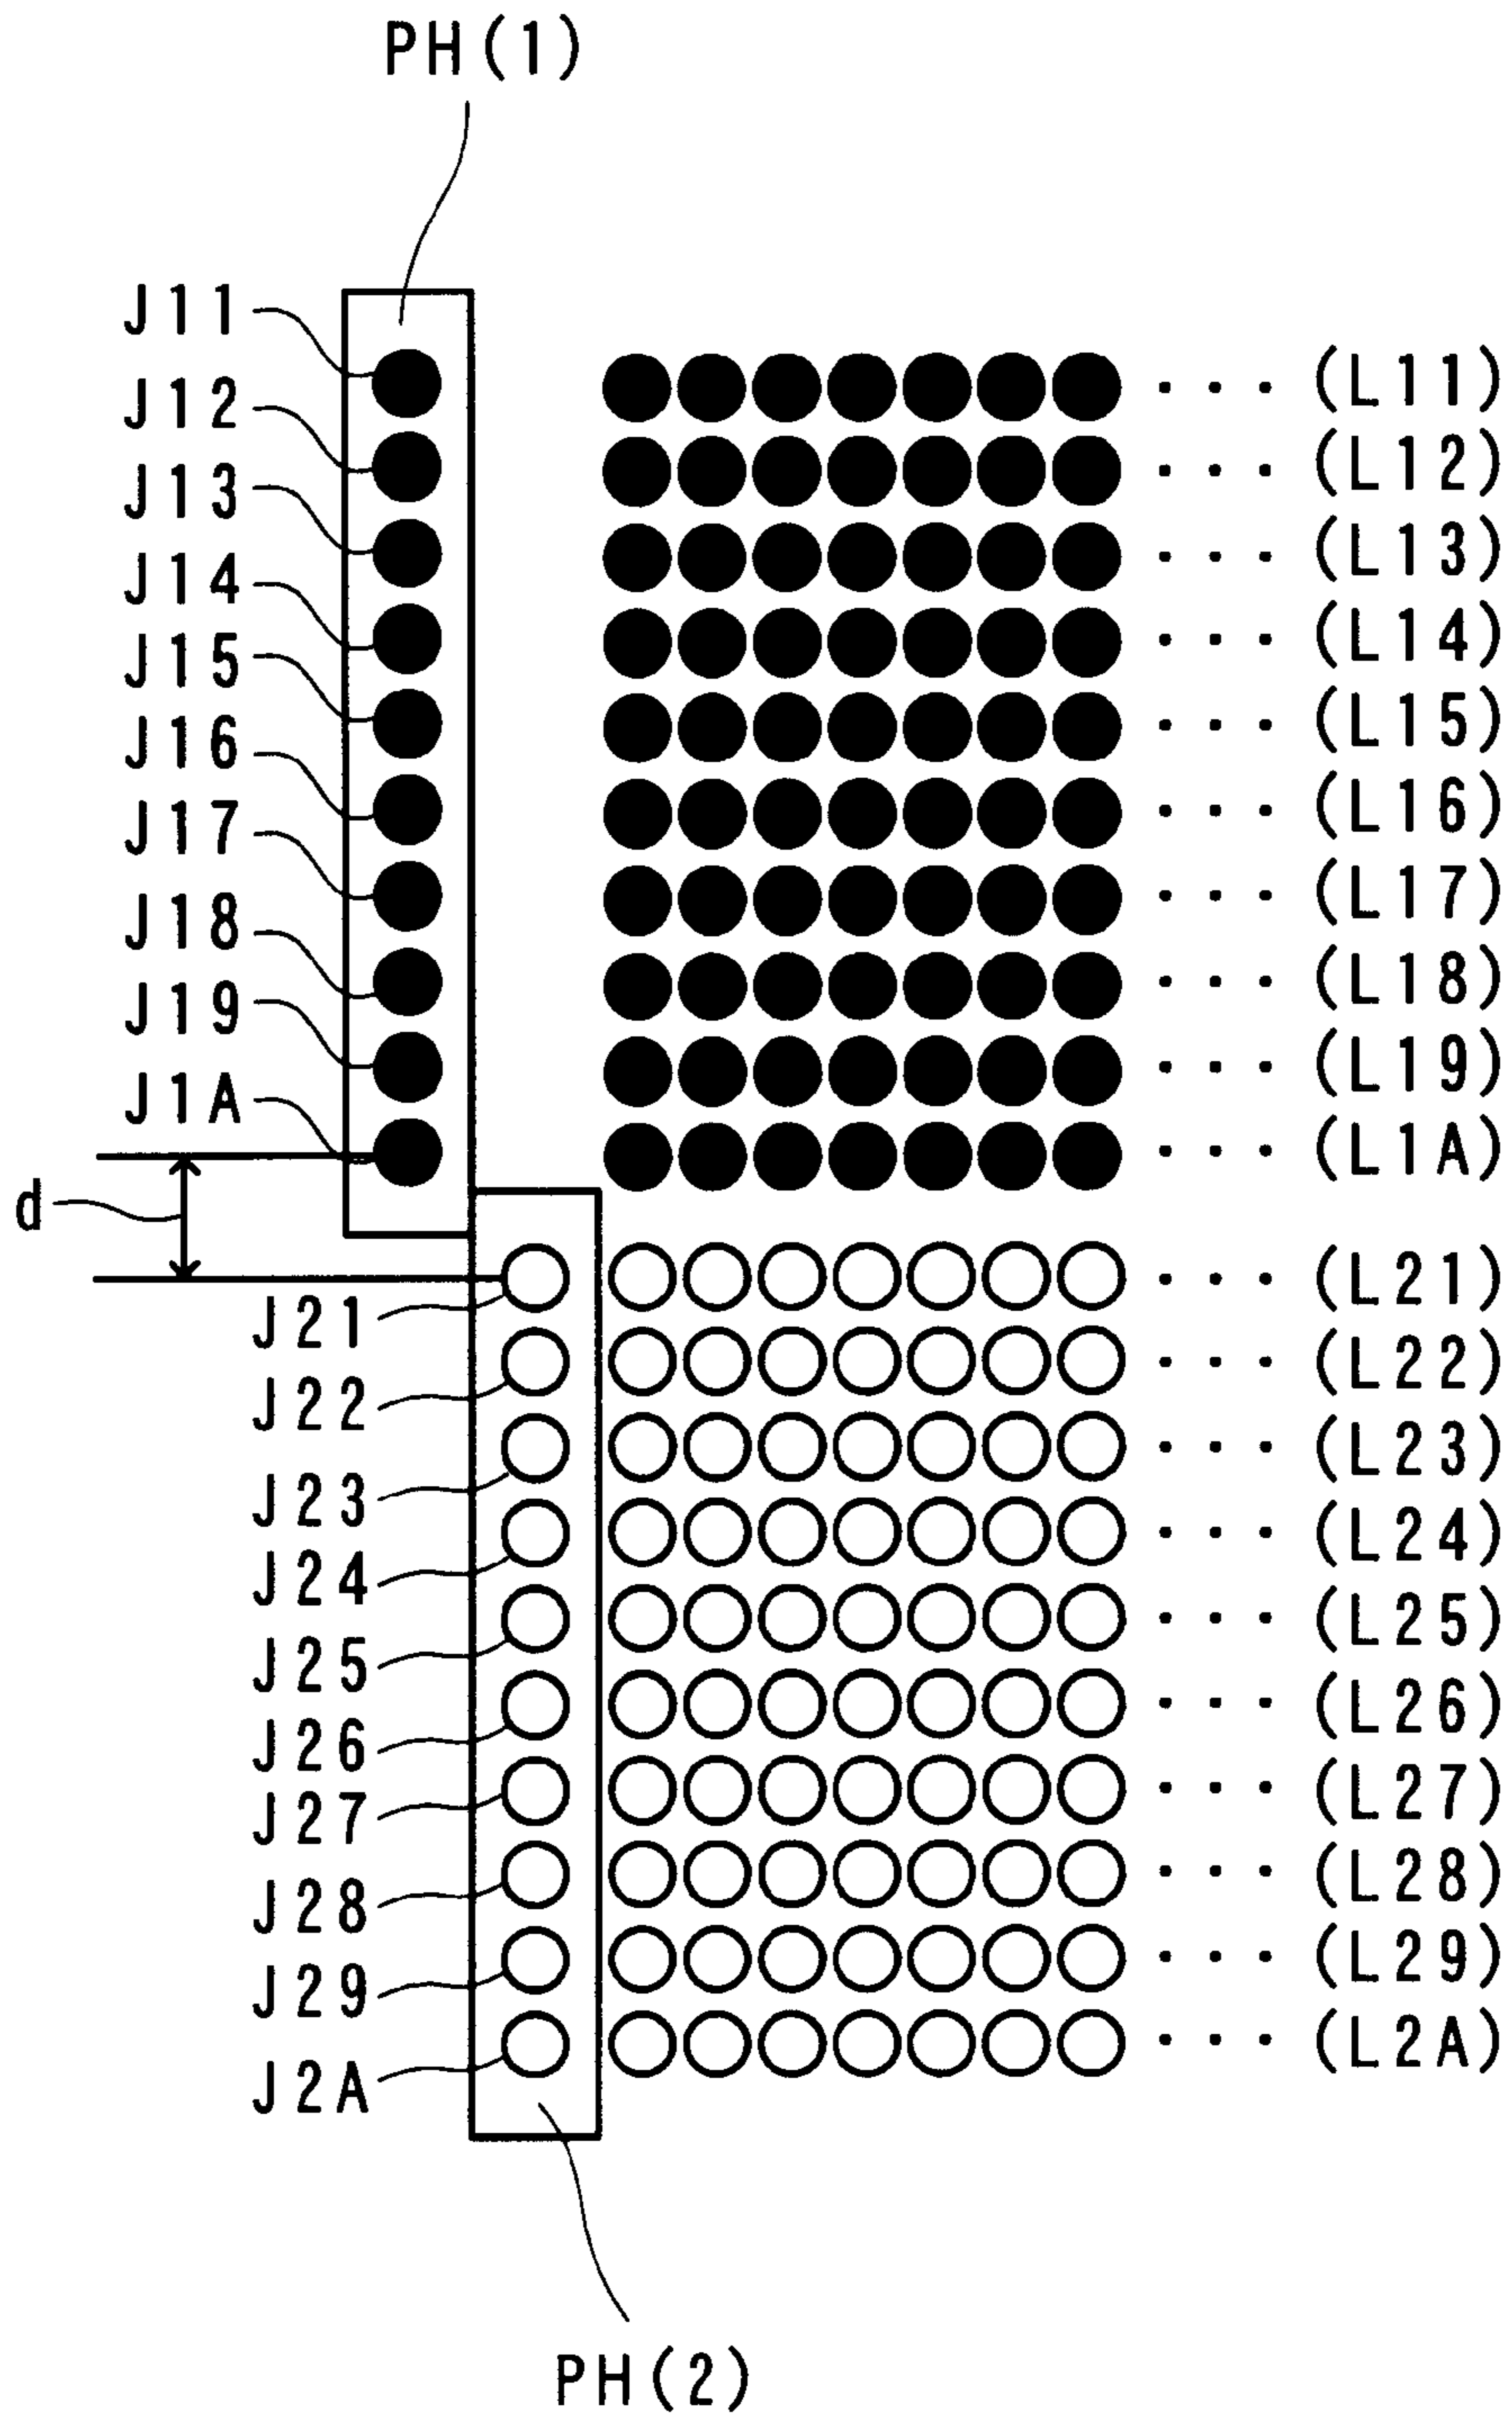 PH(1)
J11
(L11)
J12
(L12)
J13
(L13)
J14
(L14)
J15
(L15)
J16
(L16)
J17
(L17)
J18
(L18)
J19
(L19)
J1A
(L1A)
d
(L21)
J21
(L22)
J22
(L23)
J23
(L24)
J24
(L25)
J25
(L26)
J26
(L27)
J27
(L28)
J28
(L29)
J29
(L2A)
J2A
PH(2)